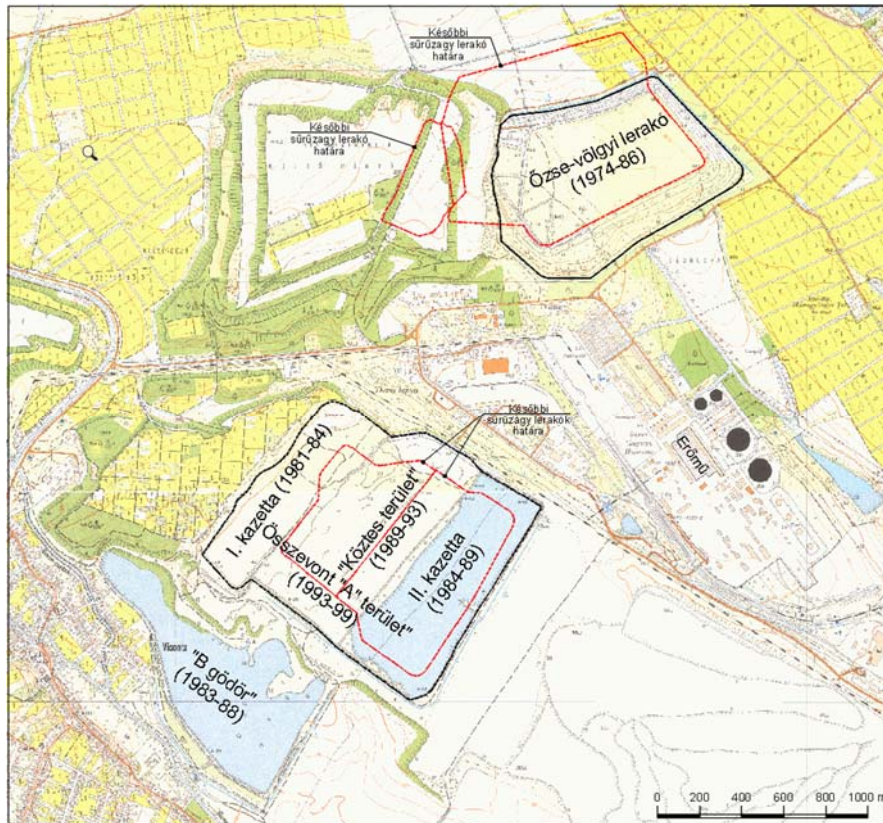 Későbbi
sűrűzagy lerakó
határa
Későbbi
sűrűzagy lerakó
határa
Őzse-völgyi lerakó
(1974-86)
Későbbi
sűrűzagy lerakók
határa
Erőmű
I. kazetta (1981-84)
"Köztes terület"
(1989-93)
Összevont "A" terület"
(1993-99)
II. kazetta
(1984-89)
Visonta
"B gödör"
(1983-88)
0 200 400 600 800 1000 m